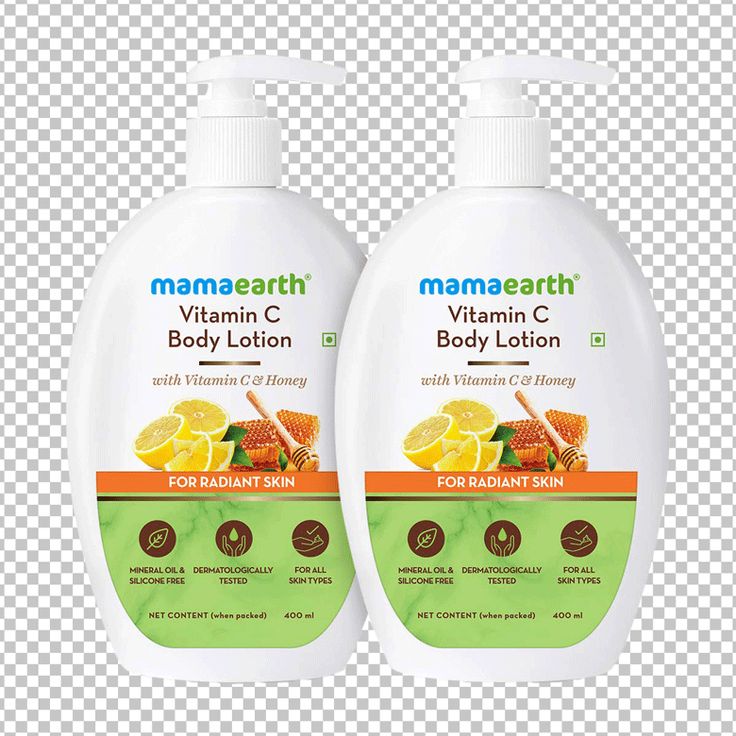 mamaearth®
Vitamin C
Body Lotion
with Vitamin C & Honey
FOR RADIANT SKIN
MINERAL OIL & SILICONE FREE
DERMATOLOGICALLY TESTED
FOR ALL SKIN TYPES
NET CONTENT (when packed) 400 ml
mamaearth®
Vitamin C
Body Lotion
with Vitamin C & Honey
FOR RADIANT SKIN
MINERAL OIL & SILICONE FREE
DERMATOLOGICALLY TESTED
FOR ALL SKIN TYPES
NET CONTENT (when packed) 400 ml